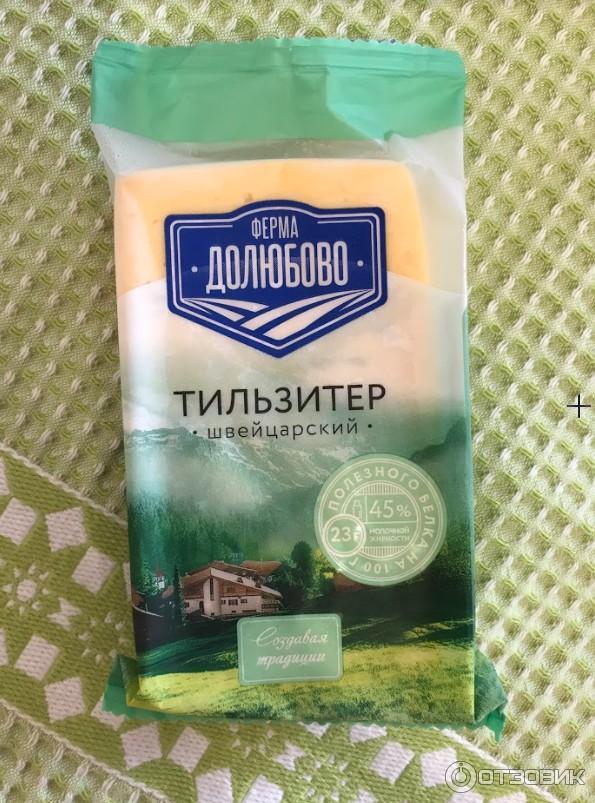 ФЕРМА
ДОЛЮБОВО
ТИЛЬЗИТЕР
• швейцарский •
ПОЛЕЗНОГО БЕЛКА НА 100 Г
23г
45%
МОЛОЧНОЙ
ЖИРНОСТИ
Создавая
традиции
ОТЗОВИК